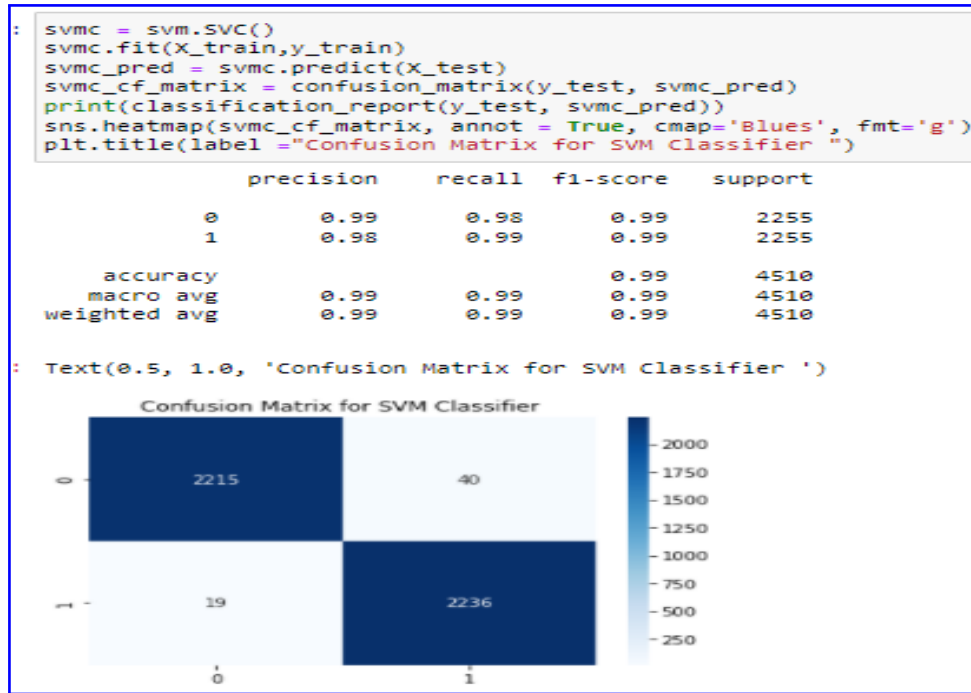 : svmc = svm.SVC()
svmc.fit(X_train,y_train)
svmc_pred = svmc.predict(X_test)
svmc_cf_matrix = confusion_matrix(y_test, svmc_pred)
print(classification_report(y_test, svmc_pred))
sns.heatmap(svmc_cf_matrix, annot = True, cmap='Blues', fmt='g')
plt.title(label ="Confusion Matrix for SVM Classifier ")
precision recall f1-score support
0 0.99 0.98 0.99 2255
1 0.98 0.99 0.99 2255
accuracy 0.99 4510
macro avg 0.99 0.99 0.99 4510
weighted avg 0.99 0.99 0.99 4510
: Text(0.5, 1.0, 'Confusion Matrix for SVM Classifier ')
Confusion Matrix for SVM Classifier
0 2215 40
1 19 2236
0 1
2000
1750
1500
1250
1000
750
500
250